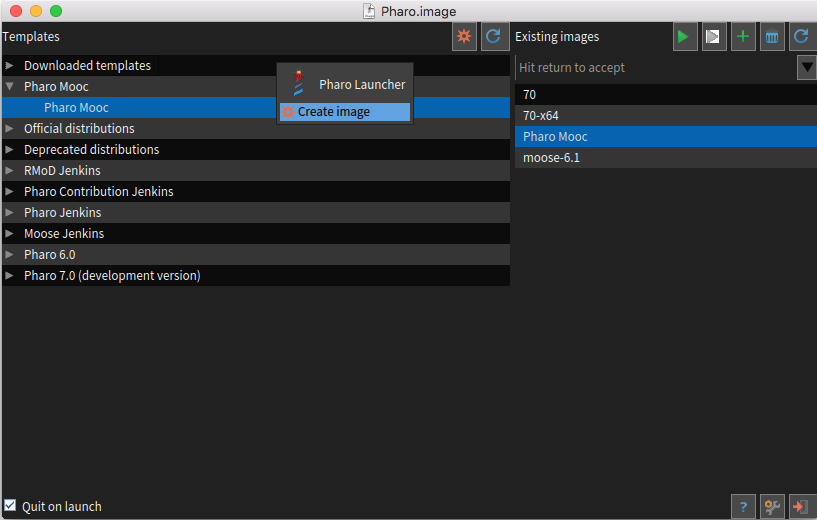 Pharo.image
Templates
Existing images
Downloaded templates
Pharo Mooc
Pharo Mooc
Official distributions
Deprecated distributions
RMoD Jenkins
Pharo Contribution Jenkins
Pharo Jenkins
Moose Jenkins
Pharo 6.0
Pharo 7.0 (development version)
Pharo Launcher
Create image
Hit return to accept
70
70-x64
Pharo Mooc
moose-6.1
Quit on launch
?